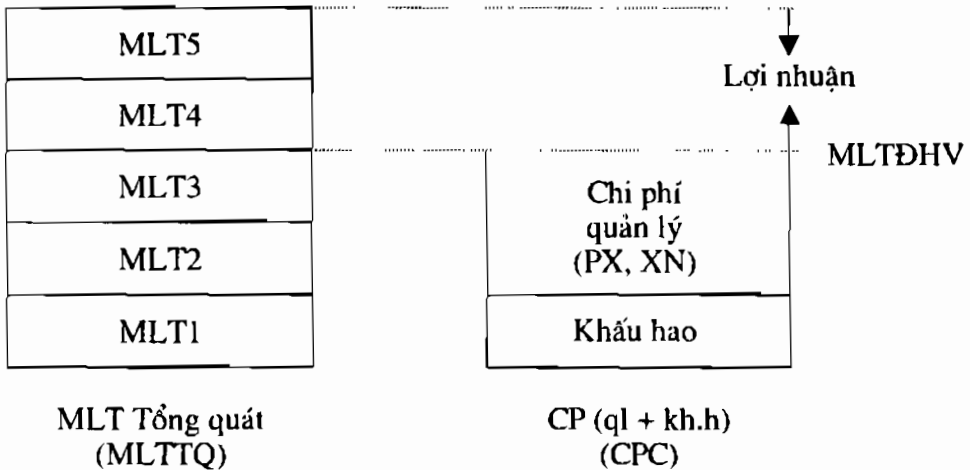 MLT5
Lợi nhuận
MLT4
MLTĐHV
MLT3
Chi phí
quản lý
(PX, XN)
MLT2
MLT1
Khấu hao
MLT Tổng quát
(MLTTQ)
CP (ql + kh.h)
(CPC)